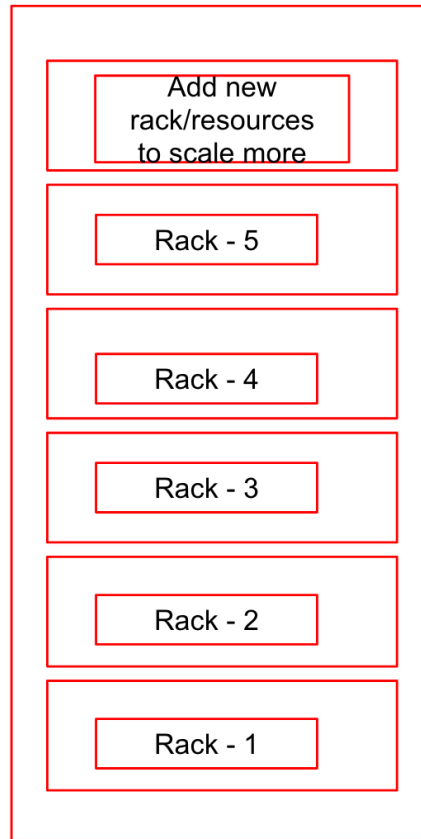 Add new
rack/resources
to scale more
Rack - 5
Rack - 4
Rack - 3
Rack - 2
Rack - 1